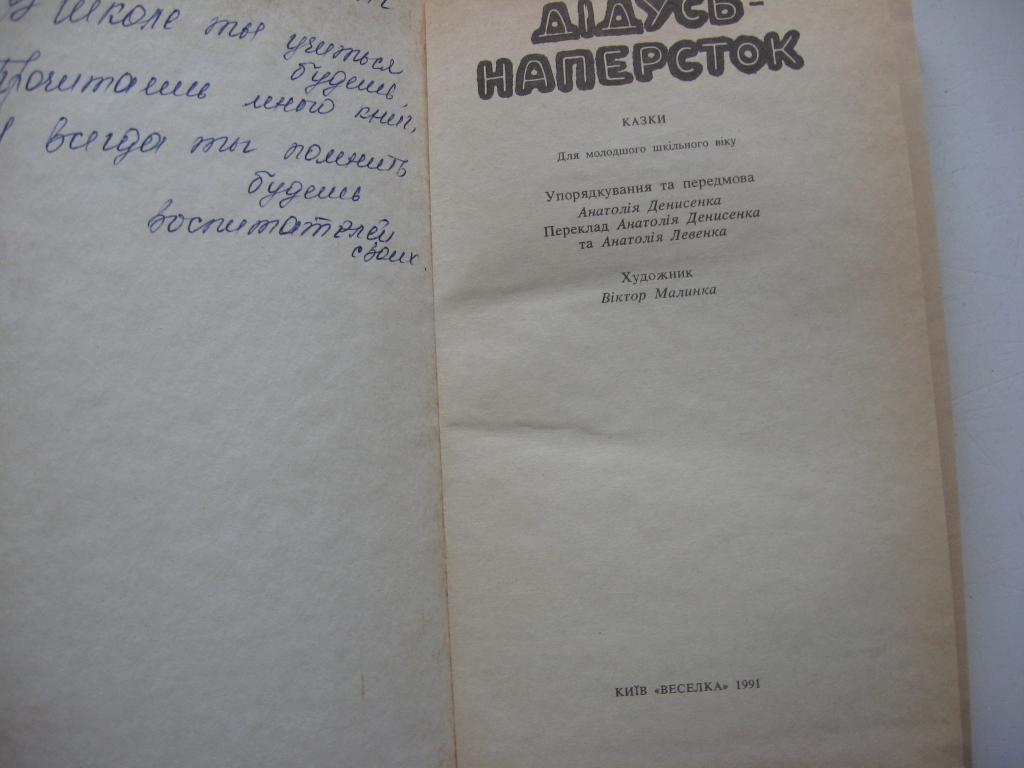 В школе ты учиться
будешь,
Прочитаешь много книг,
И всегда ты помнить
будешь
воспитателей
своих.
ДІДУСЬ-
НАПЕРСТОК
КАЗКИ
Для молодшого шкільного віку
Упорядкування та передмова
Анатолія Денисенка
Переклад Анатолія Денисенка
та Анатолія Левенка
Художник
Віктор Малинка
КИЇВ «ВЕСЕЛКА» 1991